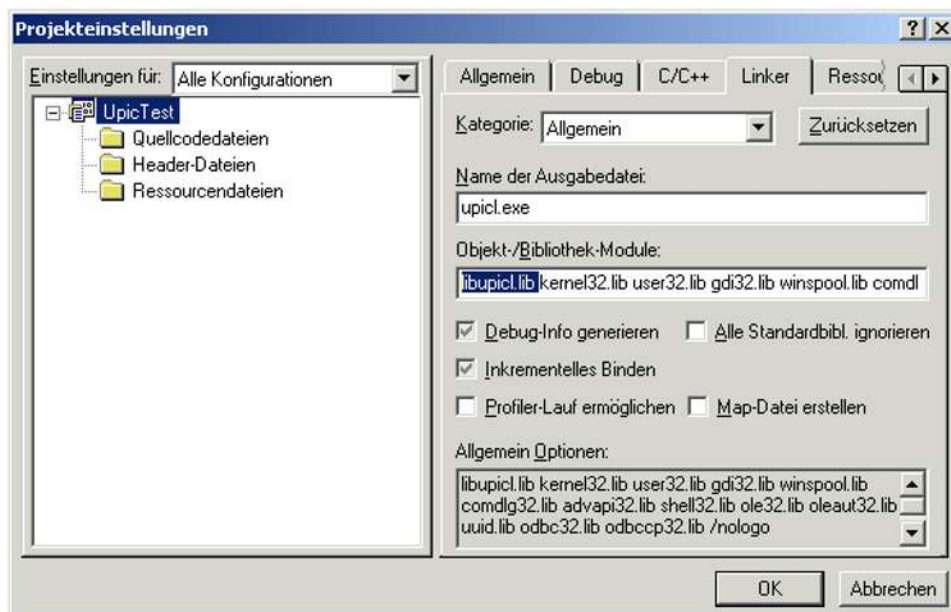 Projekteinstellungen
Einstellungen für: Alle Konfigurationen
UpicTest
Quellcodedateien
Header-Dateien
Ressourcendateien
Allgemein Debug C/C++ Linker
Kategorie: Allgemein Zurücksetzen
Name der Ausgabedatei:
upicl.exe
Objekt-/Bibliothek-Module:
libupicl.lib kernel32.lib user32.lib gdi32.lib winspool.lib comdl
Debug-Info generieren Alle Standardbibl. ignorieren
Inkrementelles Binden
Profiler-Lauf ermöglichen Map-Datei erstellen
Allgemein Optionen:
libupicl.lib kernel32.lib user32.lib gdi32.lib winspool.lib
comdlg32.lib advapi32.lib shell32.lib ole32.lib oleaut32.lib
uuid.lib odbc32.lib odbccp32.lib /nologo
OK Abbrechen